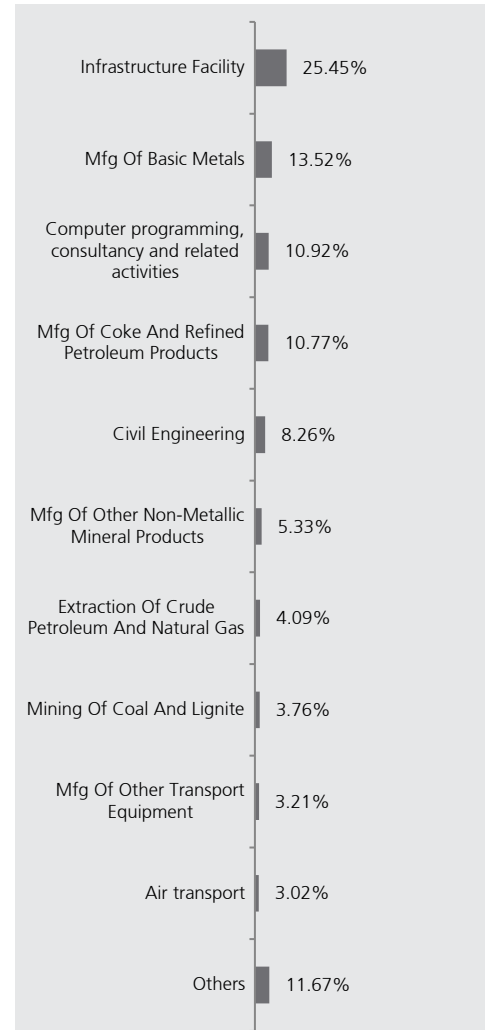 Infrastructure Facility 25.45%
Mfg Of Basic Metals 13.52%
Computer programming,
consultancy and related 10.92%
activities
Mfg Of Coke And Refined 10.77%
Petroleum Products
Civil Engineering 8.26%
Mfg Of Other Non-Metallic 5.33%
Mineral Products
Extraction Of Crude 4.09%
Petroleum And Natural Gas
Mining Of Coal And Lignite 3.76%
Mfg Of Other Transport 3.21%
Equipment
Air transport 3.02%
Others 11.67%